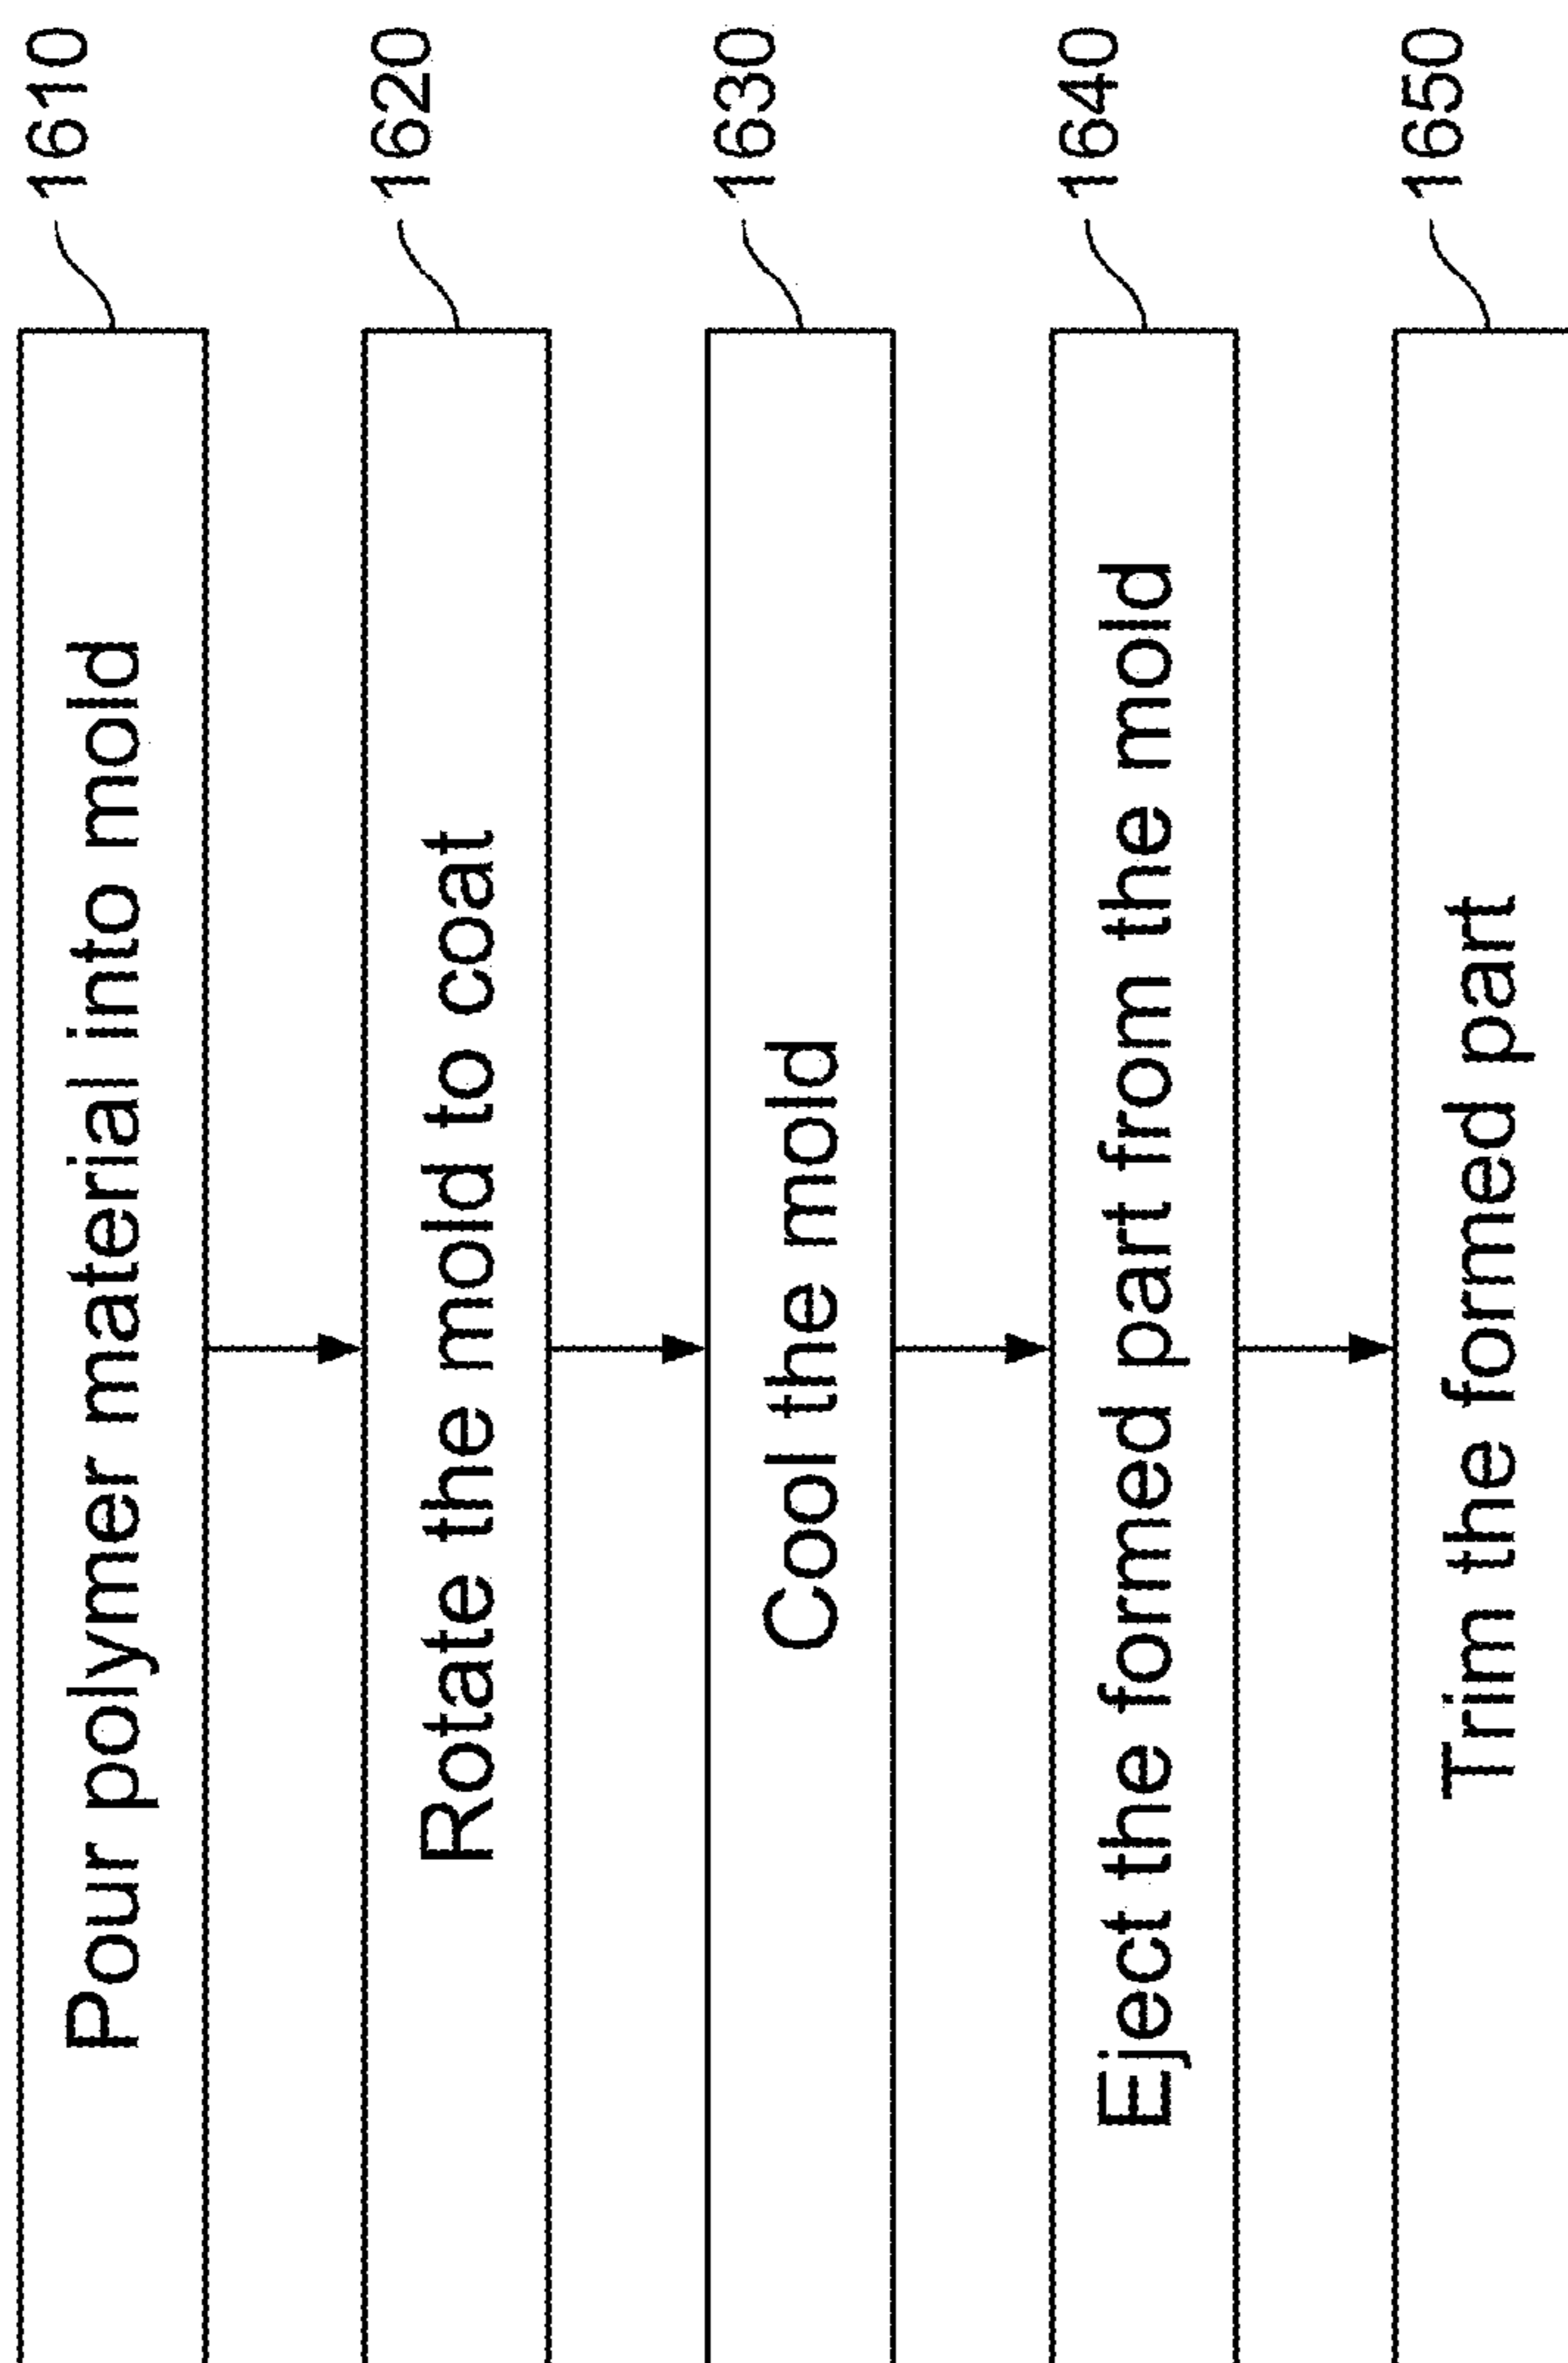 Pour polymer material into mold
1610
Rotate the mold to coat
1620
Cool the mold
1630
Eject the formed part from the mold
1640
Trim the formed part
1650